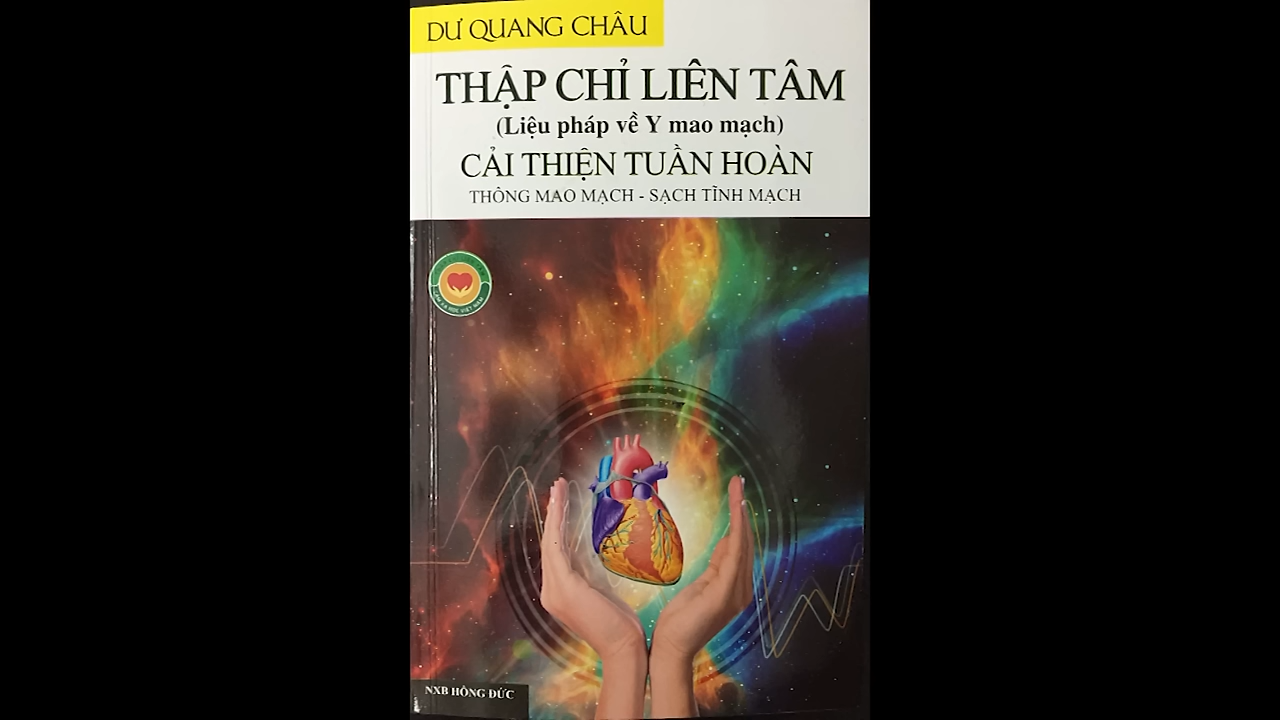 DƯ QUANG CHÂU
THẬP CHỈ LIÊN TÂM
(Liệu pháp về Y mao mạch)
CẢI THIỆN TUẦN HOÀN
THÔNG MAO MẠCH - SẠCH TĨNH MẠCH
NXB HỒNG ĐỨC